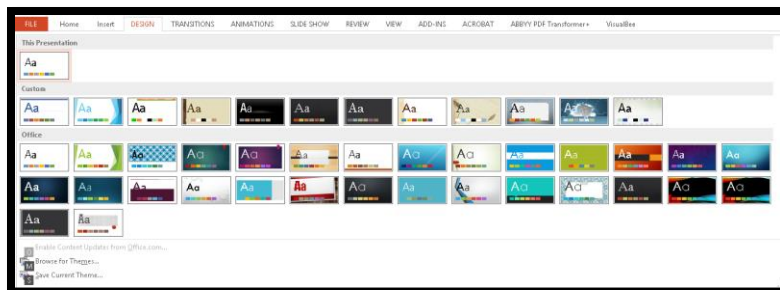 FILE Home Insert DESIGN TRANSITIONS ANIMATIONS SLIDE SHOW REVIEW VIEW ADD-INS ACROBAT ABBYY PDF Transformer+ VisualBee
This Presentation
Aa
Custom
Aa Aa Aa Aa Aa Aa Aa Aa Aa Aa Aa Aa
Office
Aa Aa Aa Aa Aa Aa Aa Aa Aa Aa Aa Aa Aa Aa
Aa Aa Aa Aa Aa Aa Aa Aa Aa Aa Aa Aa Aa Aa
Aa Aa
Enable Content Updates from Office.com...
O
Browse for Themes...
M
Save Current Theme...
S